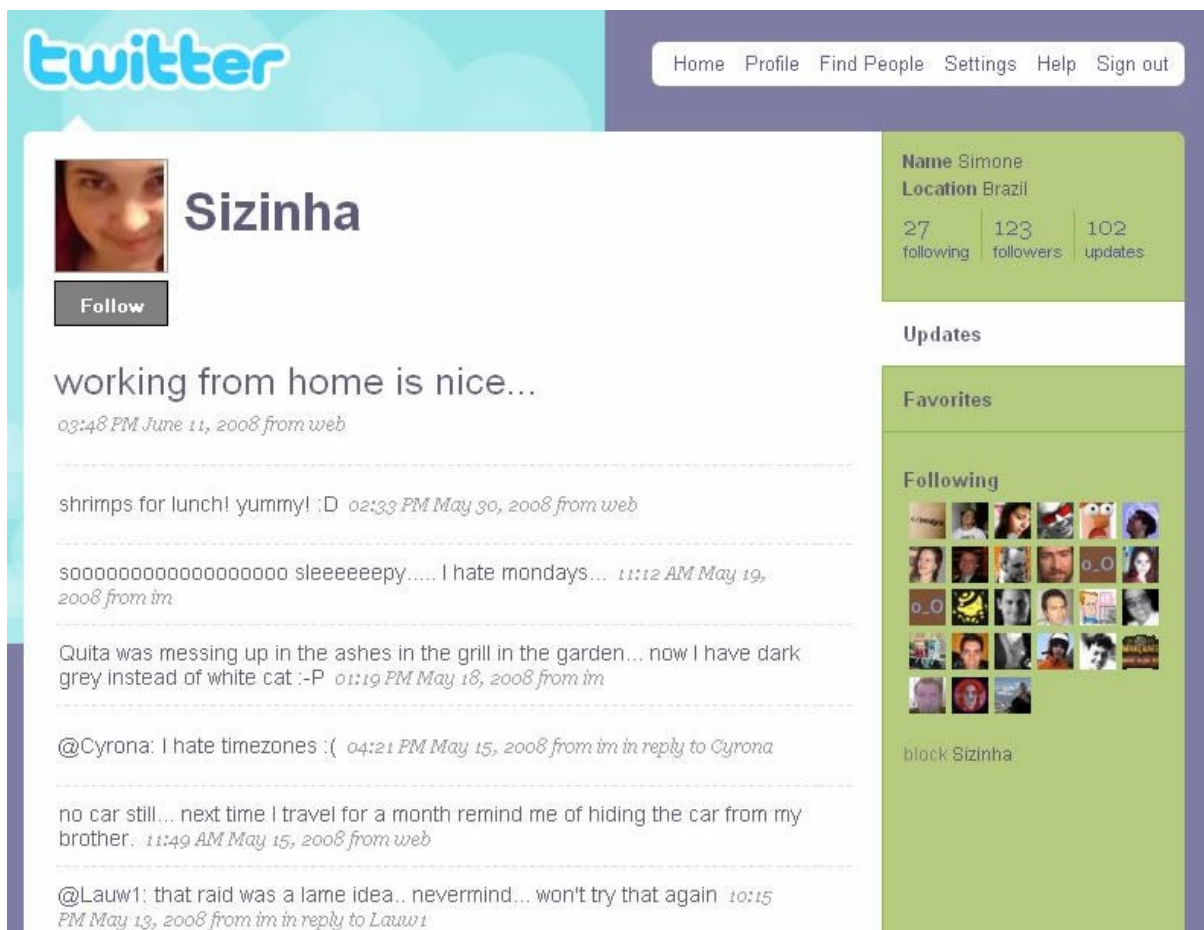 twitter
Home Profile Find People Settings Help Sign out
Sizinha
Follow
working from home is nice...
03:48 PM June 11, 2008 from web
shrimps for lunch! yummy! :D 02:33 PM May 30, 2008 from web
soooooooooooooooooo sleeeeeepy..... I hate mondays... 11:12 AM May 19,
2008 from im
Quita was messing up in the ashes in the grill in the garden... now I have dark
grey instead of white cat :-P 01:19 PM May 18, 2008 from im
@Cyrona: I hate timezones :( 04:21 PM May 15, 2008 from im in reply to Cyrona
no car still... next time I travel for a month remind me of hiding the car from my
brother. 11:49 AM May 15, 2008 from web
@Lauw1: that raid was a lame idea.. nevermind... won't try that again 10:15
PM May 13, 2008 from im in reply to Lauw1
Name Simone
Location Brazil
27 123 102
following followers updates
Updates
Favorites
Following
o_O
o_O
block Sizinha